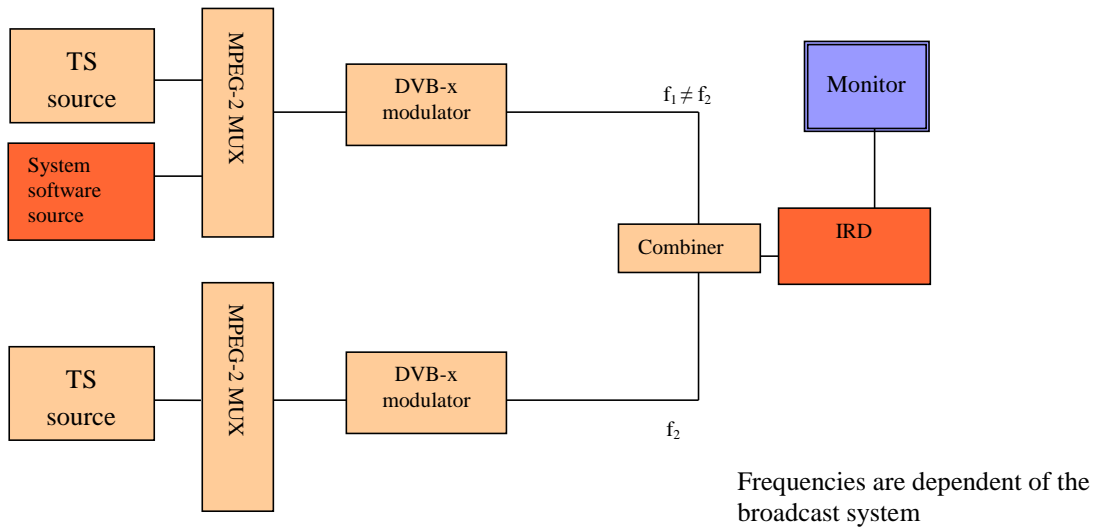 TS
source
System
software
source
MPEG-2 MUX
DVB-x
modulator
f₁ ≠ f₂
Monitor
Combiner
IRD
TS
source
MPEG-2 MUX
DVB-x
modulator
f₂
Frequencies are dependent of the
broadcast system